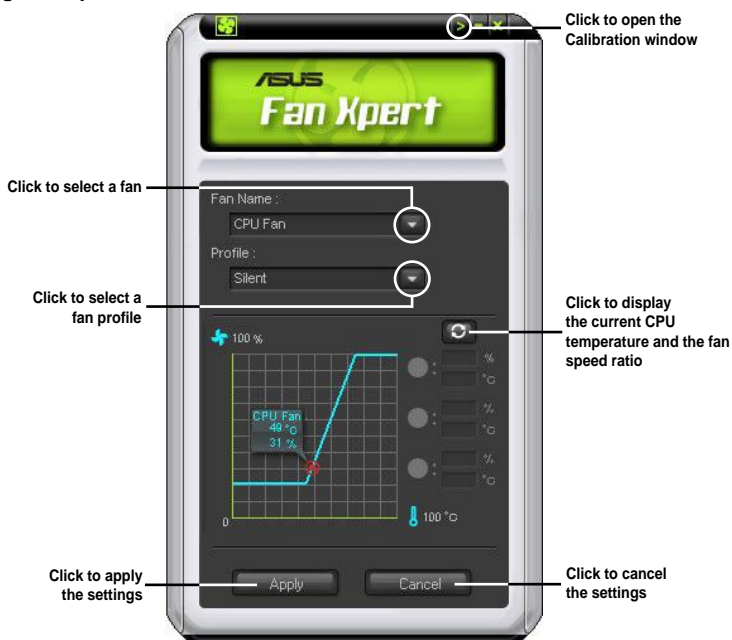 Click to open the
Calibration window
ASUS
Fan Xpert
Click to select a fan
Fan Name :
CPU Fan
Profile :
Silent
Click to select a
fan profile
Click to display
the current CPU
temperature and the fan
speed ratio
100 %
%
°C
%
°C
%
°C
CPU Fan
49 °C
31 %
0
100 °C
Click to apply
the settings
Apply
Cancel
Click to cancel
the settings